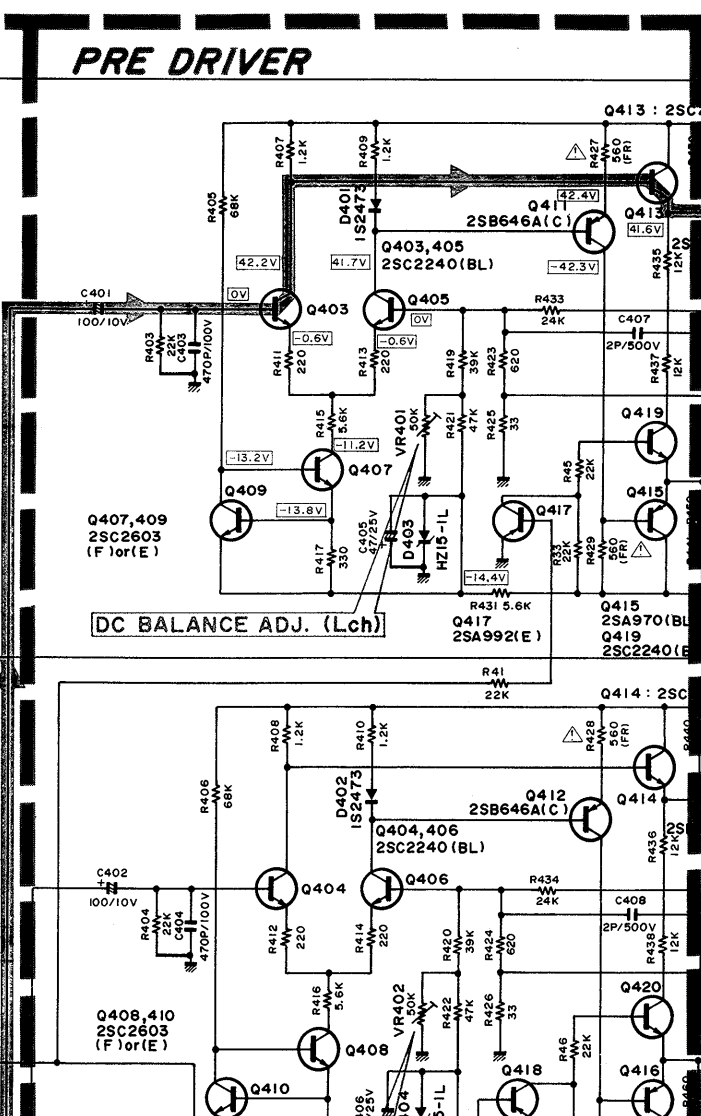 PRE DRIVER
Q413 : 2SC
R407
1.2K
R409
1.2K
R427
560
(FR)
R405
68K
D401
1S2473
Q411
2SB646A(C)
42.4V
Q413
41.6V
Q403,405
2SC2240(BL)
42.2V
41.7V
-42.3V
R435
12K
2S
C401
100/10V
0V
Q403
Q405
0V
R433
24K
C407
2P/500V
R403
22K
C403
470P/100V
-0.6V
-0.6V
R411
220
R413
220
R419
39K
R423
620
R437
12K
R415
5.6K
VR401
50K
R421
47K
R425
33
Q419
-11.2V
-13.2V
Q407
R45
22K
Q409
-13.8V
Q415
Q417
Q407,409
2SC2603
(F)or(E)
R417
330
C405
47/25V
D403
HZ15-1L
R33
22K
R429
560
(FR)
-14.4V
R431 5.6K
DC BALANCE ADJ. (Lch)
Q417
2SA992(E)
Q415
2SA970(BL
Q419
2SC2240(B
R41
22K
Q414 : 2SC
R408
1.2K
R410
1.2K
R428
560
(FR)
R440
R406
68K
D402
1S2473
Q412
2SB646A(C)
Q414
Q404,406
2SC2240(BL)
R436
12K
2S
C402
100/10V
Q404
Q406
R434
24K
C408
2P/500V
R404
22K
C404
470P/100V
R412
220
R414
220
R420
39K
R424
620
R438
12K
R416
5.6K
VR402
50K
R422
47K
R426
33
Q420
Q408,410
2SC2603
(F)or(E)
Q408
R46
22K
Q410
Q418
Q416